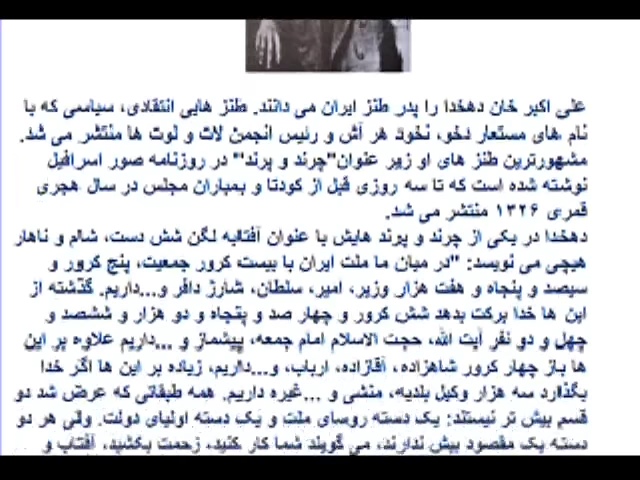 علی اکبر خان دهخدا را پدر طنز ایران می دانند. طنز هایی انتقادی، سیاسی که با
نام های مستعار دخو، نخود هر آش و رئیس انجمن لات و لوت ها منتشر می شد.
مشهورترین طنز های او زیر عنوان"چرند و پرند" در روزنامه صور اسرافیل
نوشته شده است که تا سه روزی قبل از کودتا و بمباران مجلس در سال هجری
قمری ۱۳۲۶ منتشر می شد.
دهخدا در یکی از چرند و پرند هایش با عنوان آفتابه لگن شش دست، شام و ناهار
هیچی می نویسد: "در میان ما ملت ایران با بیست کرور جمعیت، پنج کرور و
سیصد و پنجاه و هفت هزار وزیر، امیر، سلطان، شارژ دافر و...داریم. گذشته از
این ها خدا برکت بدهد شش کرور و چهار صد و پنجاه و دو هزار و ششصد و
چهل و دو نفر آیت الله، حجت الاسلام امام جمعه، پیشماز و ...داریم علاوه بر این
ها باز چهار کرور شاهزاده، آقازاده، ارباب، و...داریم، زیاده بر این ها اگر خدا
بگذارد سه هزار وکیل بلدیه، منشی و ...غیره داریم. همه طبقاتی که عرض شد دو
قسم بیش تر نیستند: یک دسته روسای ملت و یک دسته اولیای دولت. ولی هر دو
دسته یک مقصود بیش ندارند، می گویند شما کار کنید، زحمت بکشید، آفتاب و